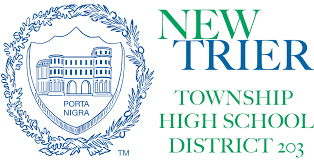 PORTA
NIGRA
TM
NEW
TRIER
TOWNSHIP
HIGH SCHOOL
DISTRICT 203